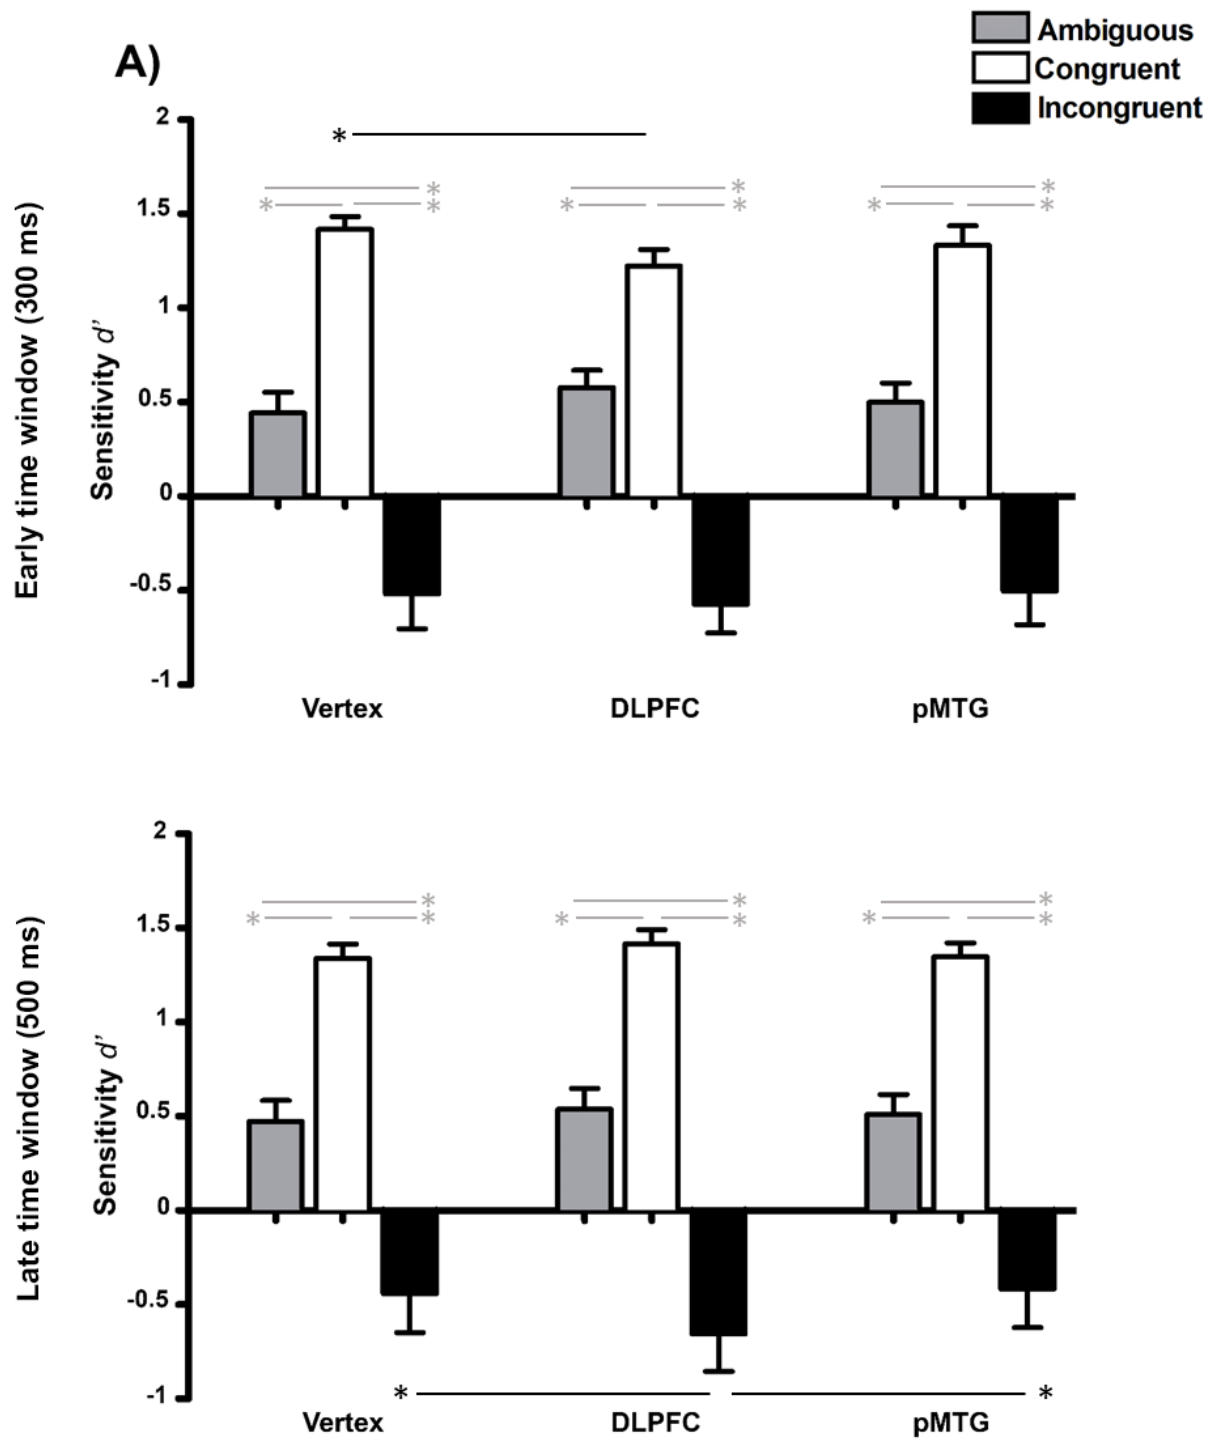 A)
Ambiguous
Congruent
Incongruent
Early time window (300 ms)
Sensitivity d'
2
*
* * *
* * *
* * *
1.5
1
0.5
0
-0.5
-1
Vertex DLPFC pMTG
Late time window (500 ms)
Sensitivity d'
2
* * *
* * *
* * *
1.5
1
0.5
0
-0.5
-1
* *
Vertex DLPFC pMTG